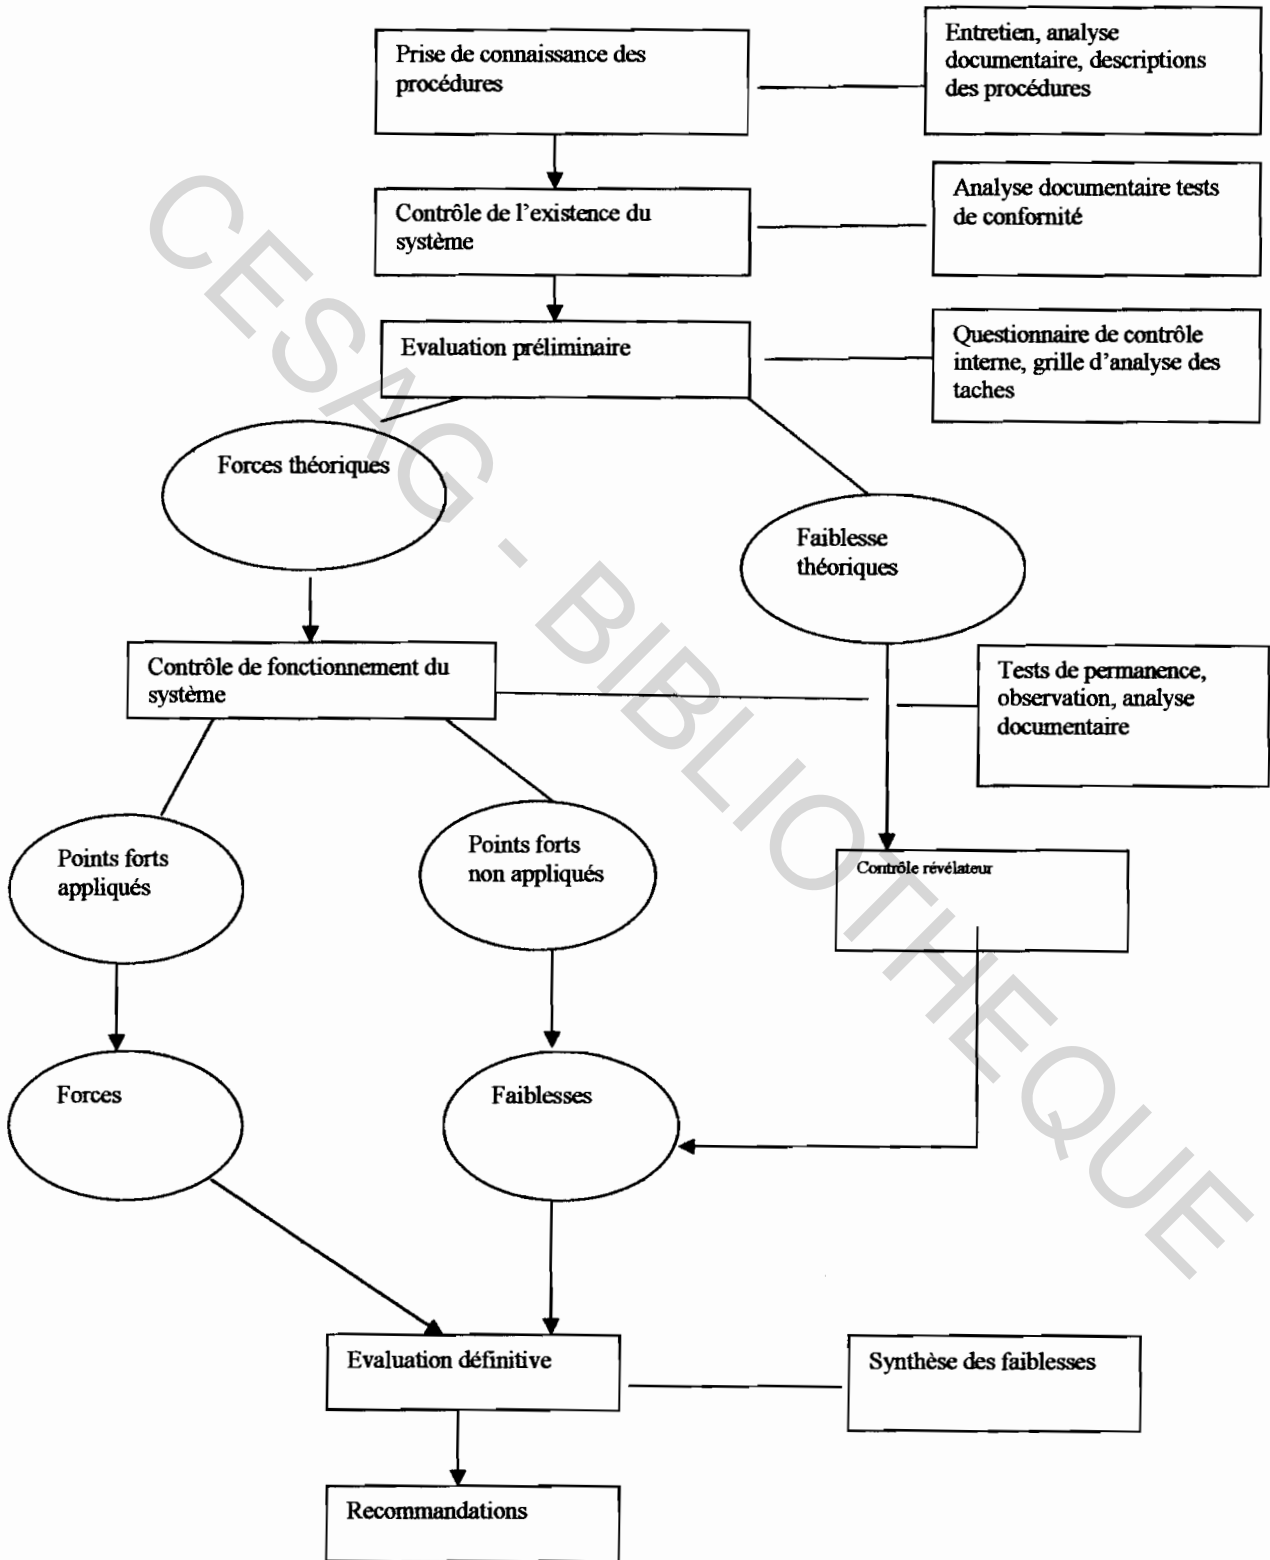 Prise de connaissance des
procédures
Entretien, analyse
documentaire, descriptions
des procédures
Contrôle de l'existence du
système
Analyse documentaire tests
de confornité
Evaluation préliminaire
Questionnaire de contrôle
interne, grille d'analyse des
taches
Forces théoriques
Faiblesse
théoriques
Contrôle de fonctionnement du
système
Tests de permanence,
observation, analyse
documentaire
Points forts
appliqués
Points forts
non appliqués
Contrôle révélateur
Forces
Faiblesses
Evaluation définitive
Synthèse des faiblesses
Recommandations
CESAG - BIBLIOTHEQUE